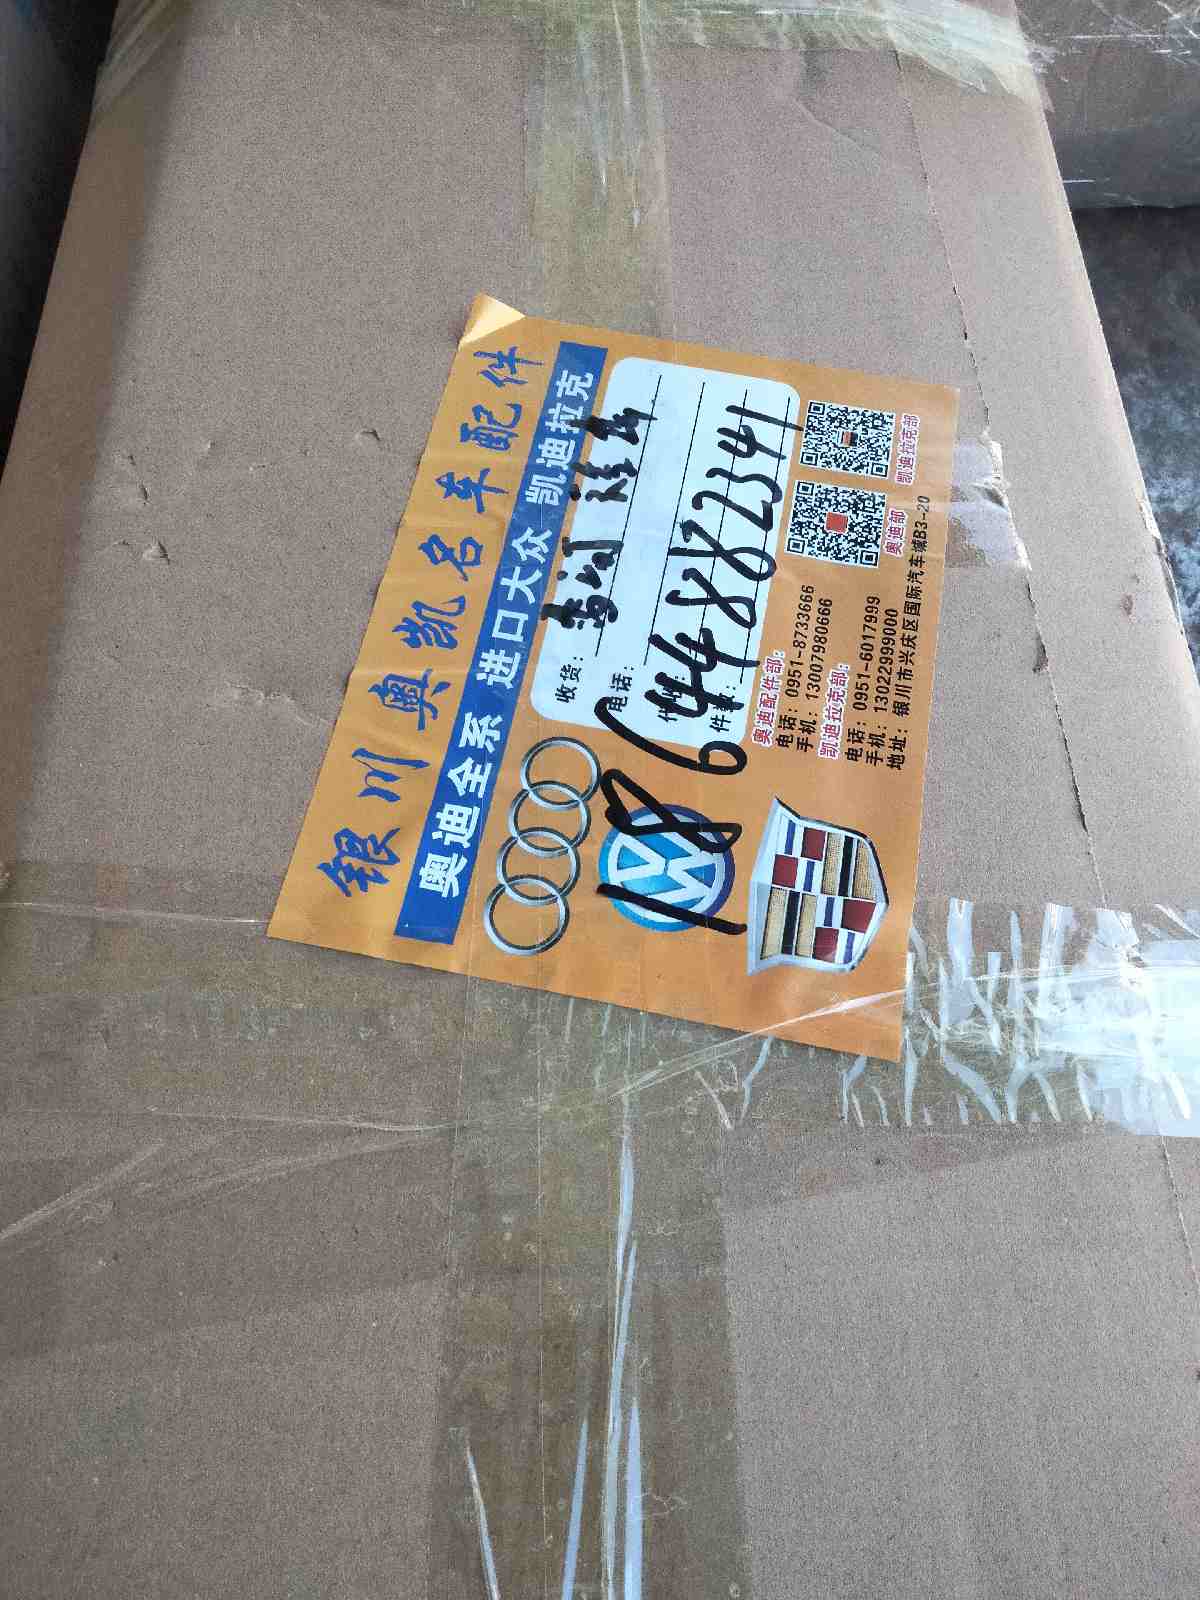 银川奥凯名车配件
奥迪全系 进口大众 凯迪拉克
收货:
电话:
代收:
件数:
18644882341
奥迪配件部:
电话: 0951-8733666
手机: 13007980666
凯迪拉克部:
电话: 0951-6017999
手机: 13022999000
地址: 银川市兴庆区国际汽车城B3-20
奥迪部
凯迪拉克部